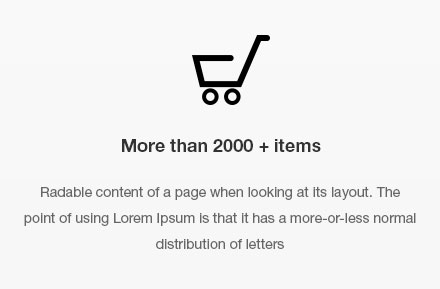 More than 2000 + items
Radable content of a page when looking at its layout. The
point of using Lorem Ipsum is that it has a more-or-less normal
distribution of letters